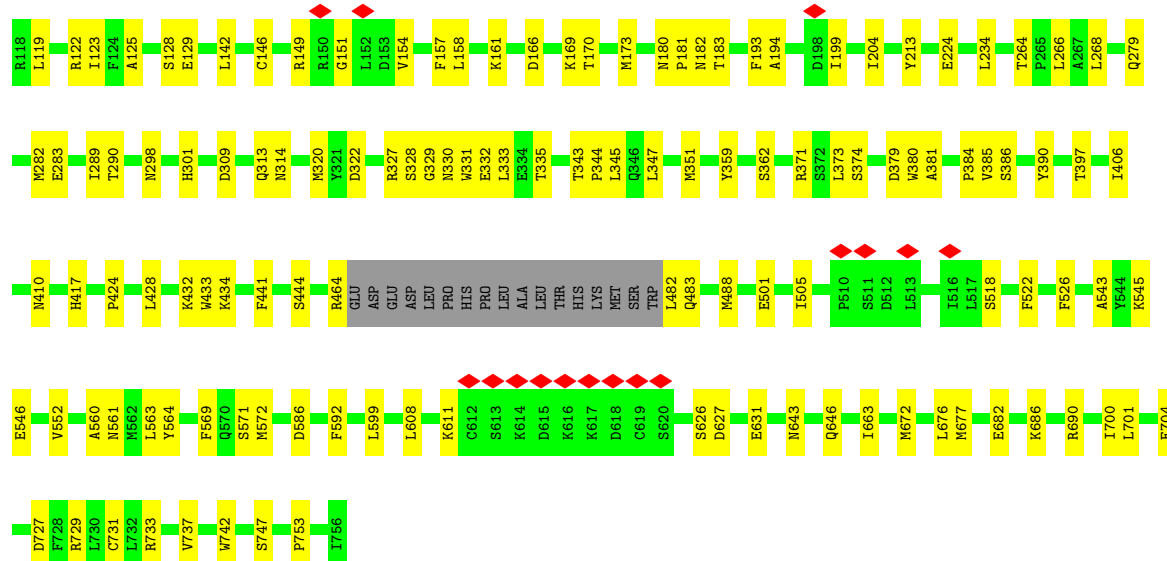 R118 L119 R122 I123 F124 A125 S128 E129 L142 C146 R149 R150 G151 L152 D153 V154 F157 L158 K161 D166 K169 T170 M173 N180 P181 N182 T183 F193 A194 D198 I199 I204 Y213 E224 L234 T264 P265 L266 A267 L268 Q279
M282 E283 I289 T290 N298 H301 D309 Q313 N314 M320 Y321 D322 R327 S328 G329 N330 W331 E332 L333 E334 T335 T343 P344 L345 Q346 L347 M351 Y359 S362 R371 S372 L373 S374 D379 W380 A381 P384 V385 S386 Y390 T397 I406
N410 H417 P424 L428 K432 W433 K434 F441 S444 R464 GLU ASP GLU ASP LEU PRO HIS PRO LEU ALA LEU THR HIS LYS MET SER TRP L482 Q483 M488 E501 I505 P510 S511 D512 L513 I516 L517 S518 F522 F526 A543 Y544 K545
E546 V552 A560 N561 M562 L563 Y564 F569 Q570 S571 M572 D586 F592 L599 L608 K611 C612 S613 K614 D615 K616 K617 D618 C619 S620 S626 D627 E631 N643 Q646 I663 M672 L676 M677 E682 K686 R690 I700 L701
D727 F728 R729 L730 C731 L732 R733 V737 W742 S747 P753 I756